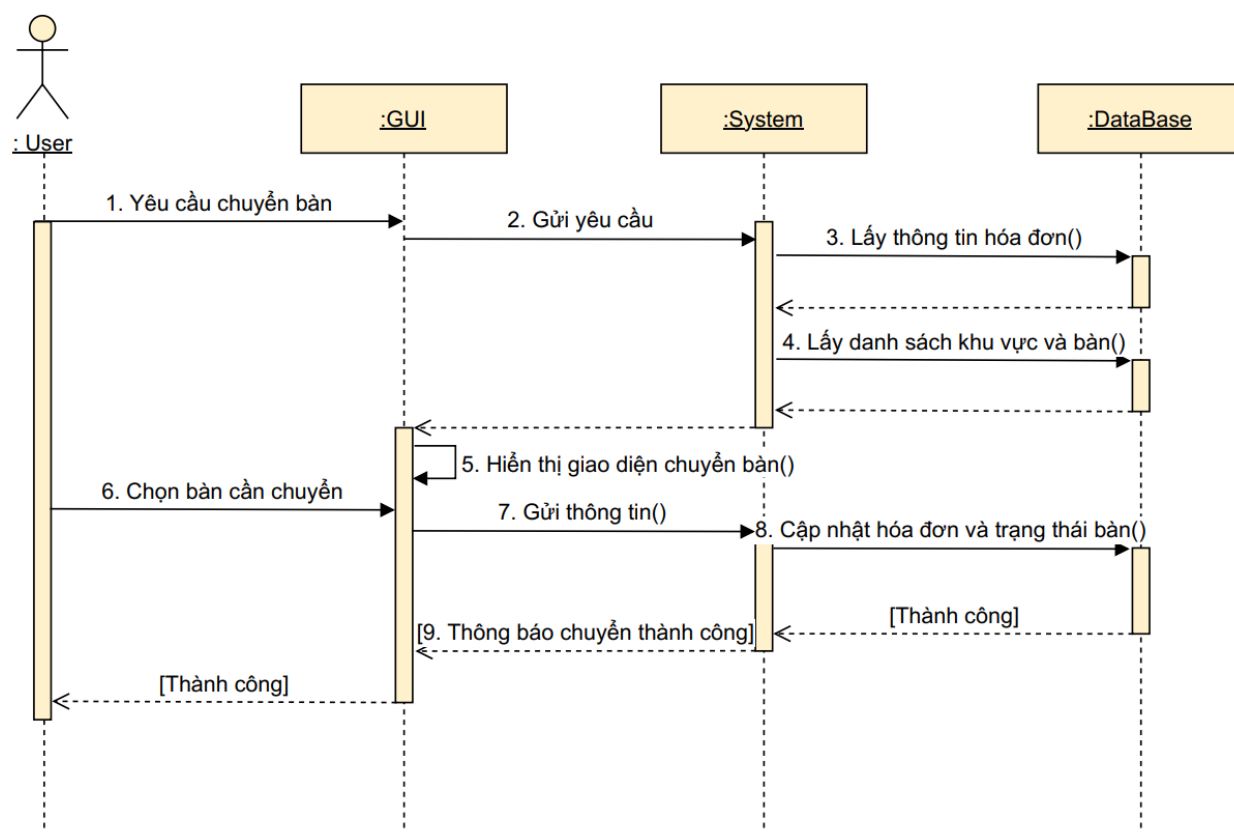 : User
:GUI
:System
:DataBase
1. Yêu cầu chuyển bàn
2. Gửi yêu cầu
3. Lấy thông tin hóa đơn()
4. Lấy danh sách khu vực và bàn()
5. Hiển thị giao diện chuyển bàn()
6. Chọn bàn cần chuyển
7. Gửi thông tin()
8. Cập nhật hóa đơn và trạng thái bàn()
[Thành công]
[9. Thông báo chuyển thành công]
[Thành công]